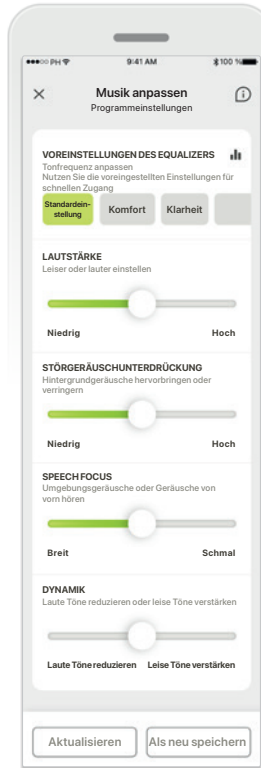 PH 9:41 AM 100 %
Musik anpassen
Programmeinstellungen
VOREINSTELLUNGEN DES EQUALIZERS
Tonfrequenz anpassen
Nutzen Sie die voreingestellten Einstellungen für
schnellen Zugang
Standardein-
stellung
Komfort
Klarheit
LAUTSTÄRKE
Leiser oder lauter einstellen
Niedrig Hoch
STÖRGERÄUSCHUNTERDRÜCKUNG
Hintergrundgeräusche hervorbringen oder
verringern
Niedrig Hoch
SPEECH FOCUS
Umgebungsgeräusche oder Geräusche von
vorn hören
Breit Schmal
DYNAMIK
Laute Töne reduzieren oder leise Töne verstärken
Laute Töne reduzieren Leise Töne verstärken
Aktualisieren Als neu speichern